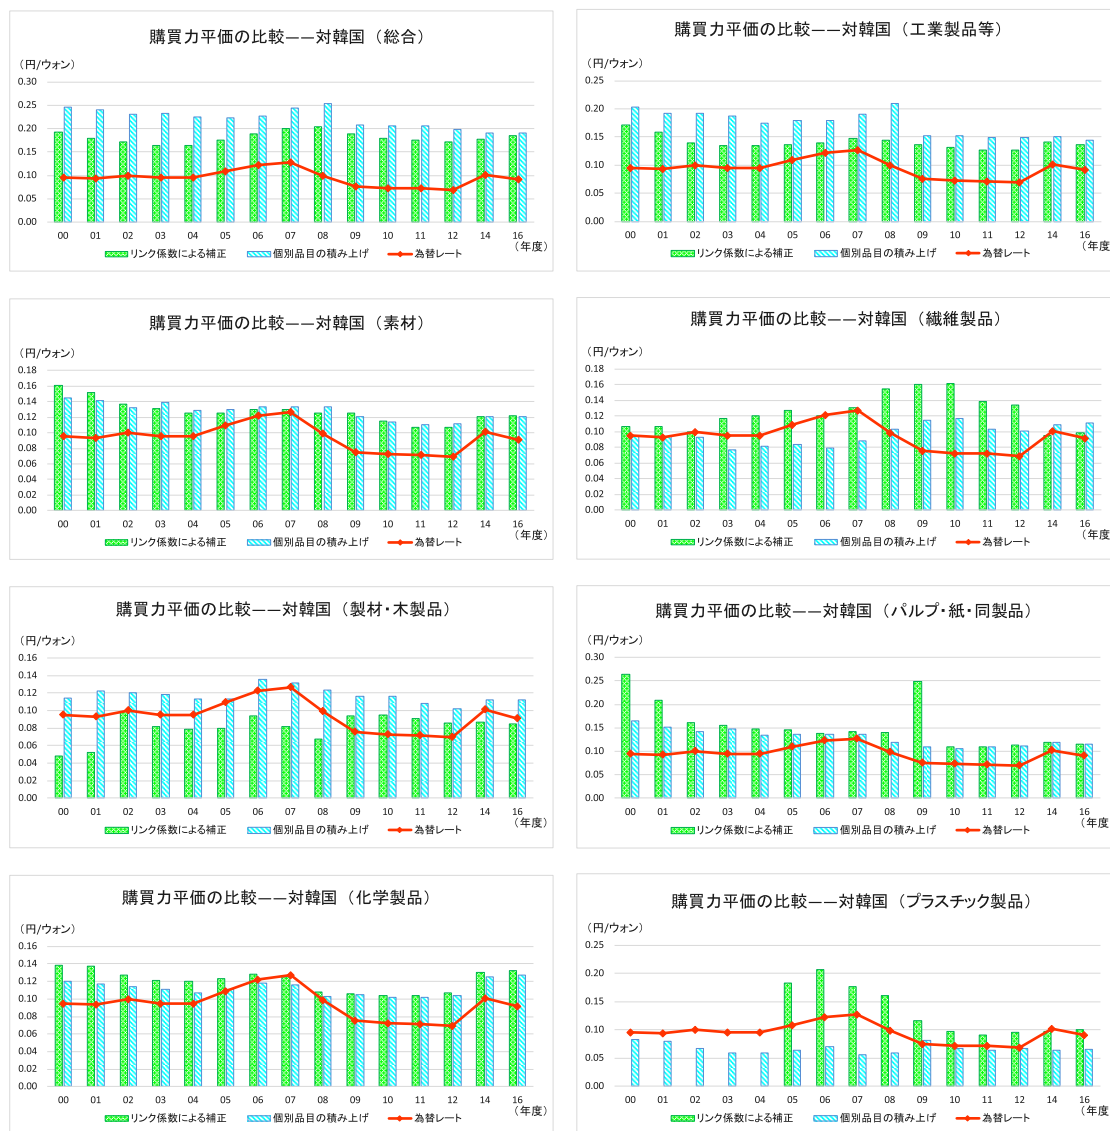 購買力平価の比較――対韓国（総合）
（円/ウォン）
0.30
0.25
0.20
0.15
0.10
0.05
0.00
00 01 02 03 04 05 06 07 08 09 10 11 12 14 16
（年度）
リンク係数による補正 個別品目の積み上げ 為替レート
購買力平価の比較――対韓国（工業製品等）
（円/ウォン）
0.25
0.20
0.15
0.10
0.05
0.00
00 01 02 03 04 05 06 07 08 09 10 11 12 14 16
（年度
リンク係数による補正 個別品目の積み上げ 為替レート
購買力平価の比較――対韓国（素材）
（円/ウォン）
0.18
0.16
0.14
0.12
0.10
0.08
0.06
0.04
0.02
0.00
00 01 02 03 04 05 06 07 08 09 10 11 12 14 16
（年度）
リンク係数による補正 個別品目の積み上げ 為替レート
購買力平価の比較――対韓国（繊維製品）
（円/ウォン）
0.18
0.16
0.14
0.12
0.10
0.08
0.06
0.04
0.02
0.00
00 01 02 03 04 05 06 07 08 09 10 11 12 14 16
（年度
リンク係数による補正 個別品目の積み上げ 為替レート
購買力平価の比較――対韓国（製材・木製品）
（円/ウォン）
0.16
0.14
0.12
0.10
0.08
0.06
0.04
0.02
0.00
00 01 02 03 04 05 06 07 08 09 10 11 12 14 16
（年度）
リンク係数による補正 個別品目の積み上げ 為替レート
購買力平価の比較――対韓国（パルプ・紙・同製品）
（円/ウォン）
0.30
0.25
0.20
0.15
0.10
0.05
0.00
00 01 02 03 04 05 06 07 08 09 10 11 12 14 16
（年度
リンク係数による補正 個別品目の積み上げ 為替レート
購買力平価の比較――対韓国（化学製品）
（円/ウォン）
0.16
0.14
0.12
0.10
0.08
0.06
0.04
0.02
0.00
00 01 02 03 04 05 06 07 08 09 10 11 12 14 16
（年度）
リンク係数による補正 個別品目の積み上げ 為替レート
購買力平価の比較――対韓国（プラスチック製品）
（円/ウォン）
0.25
0.20
0.15
0.10
0.05
0.00
00 01 02 03 04 05 06 07 08 09 10 11 12 14 16
（年度
リンク係数による補正 個別品目の積み上げ 為替レート